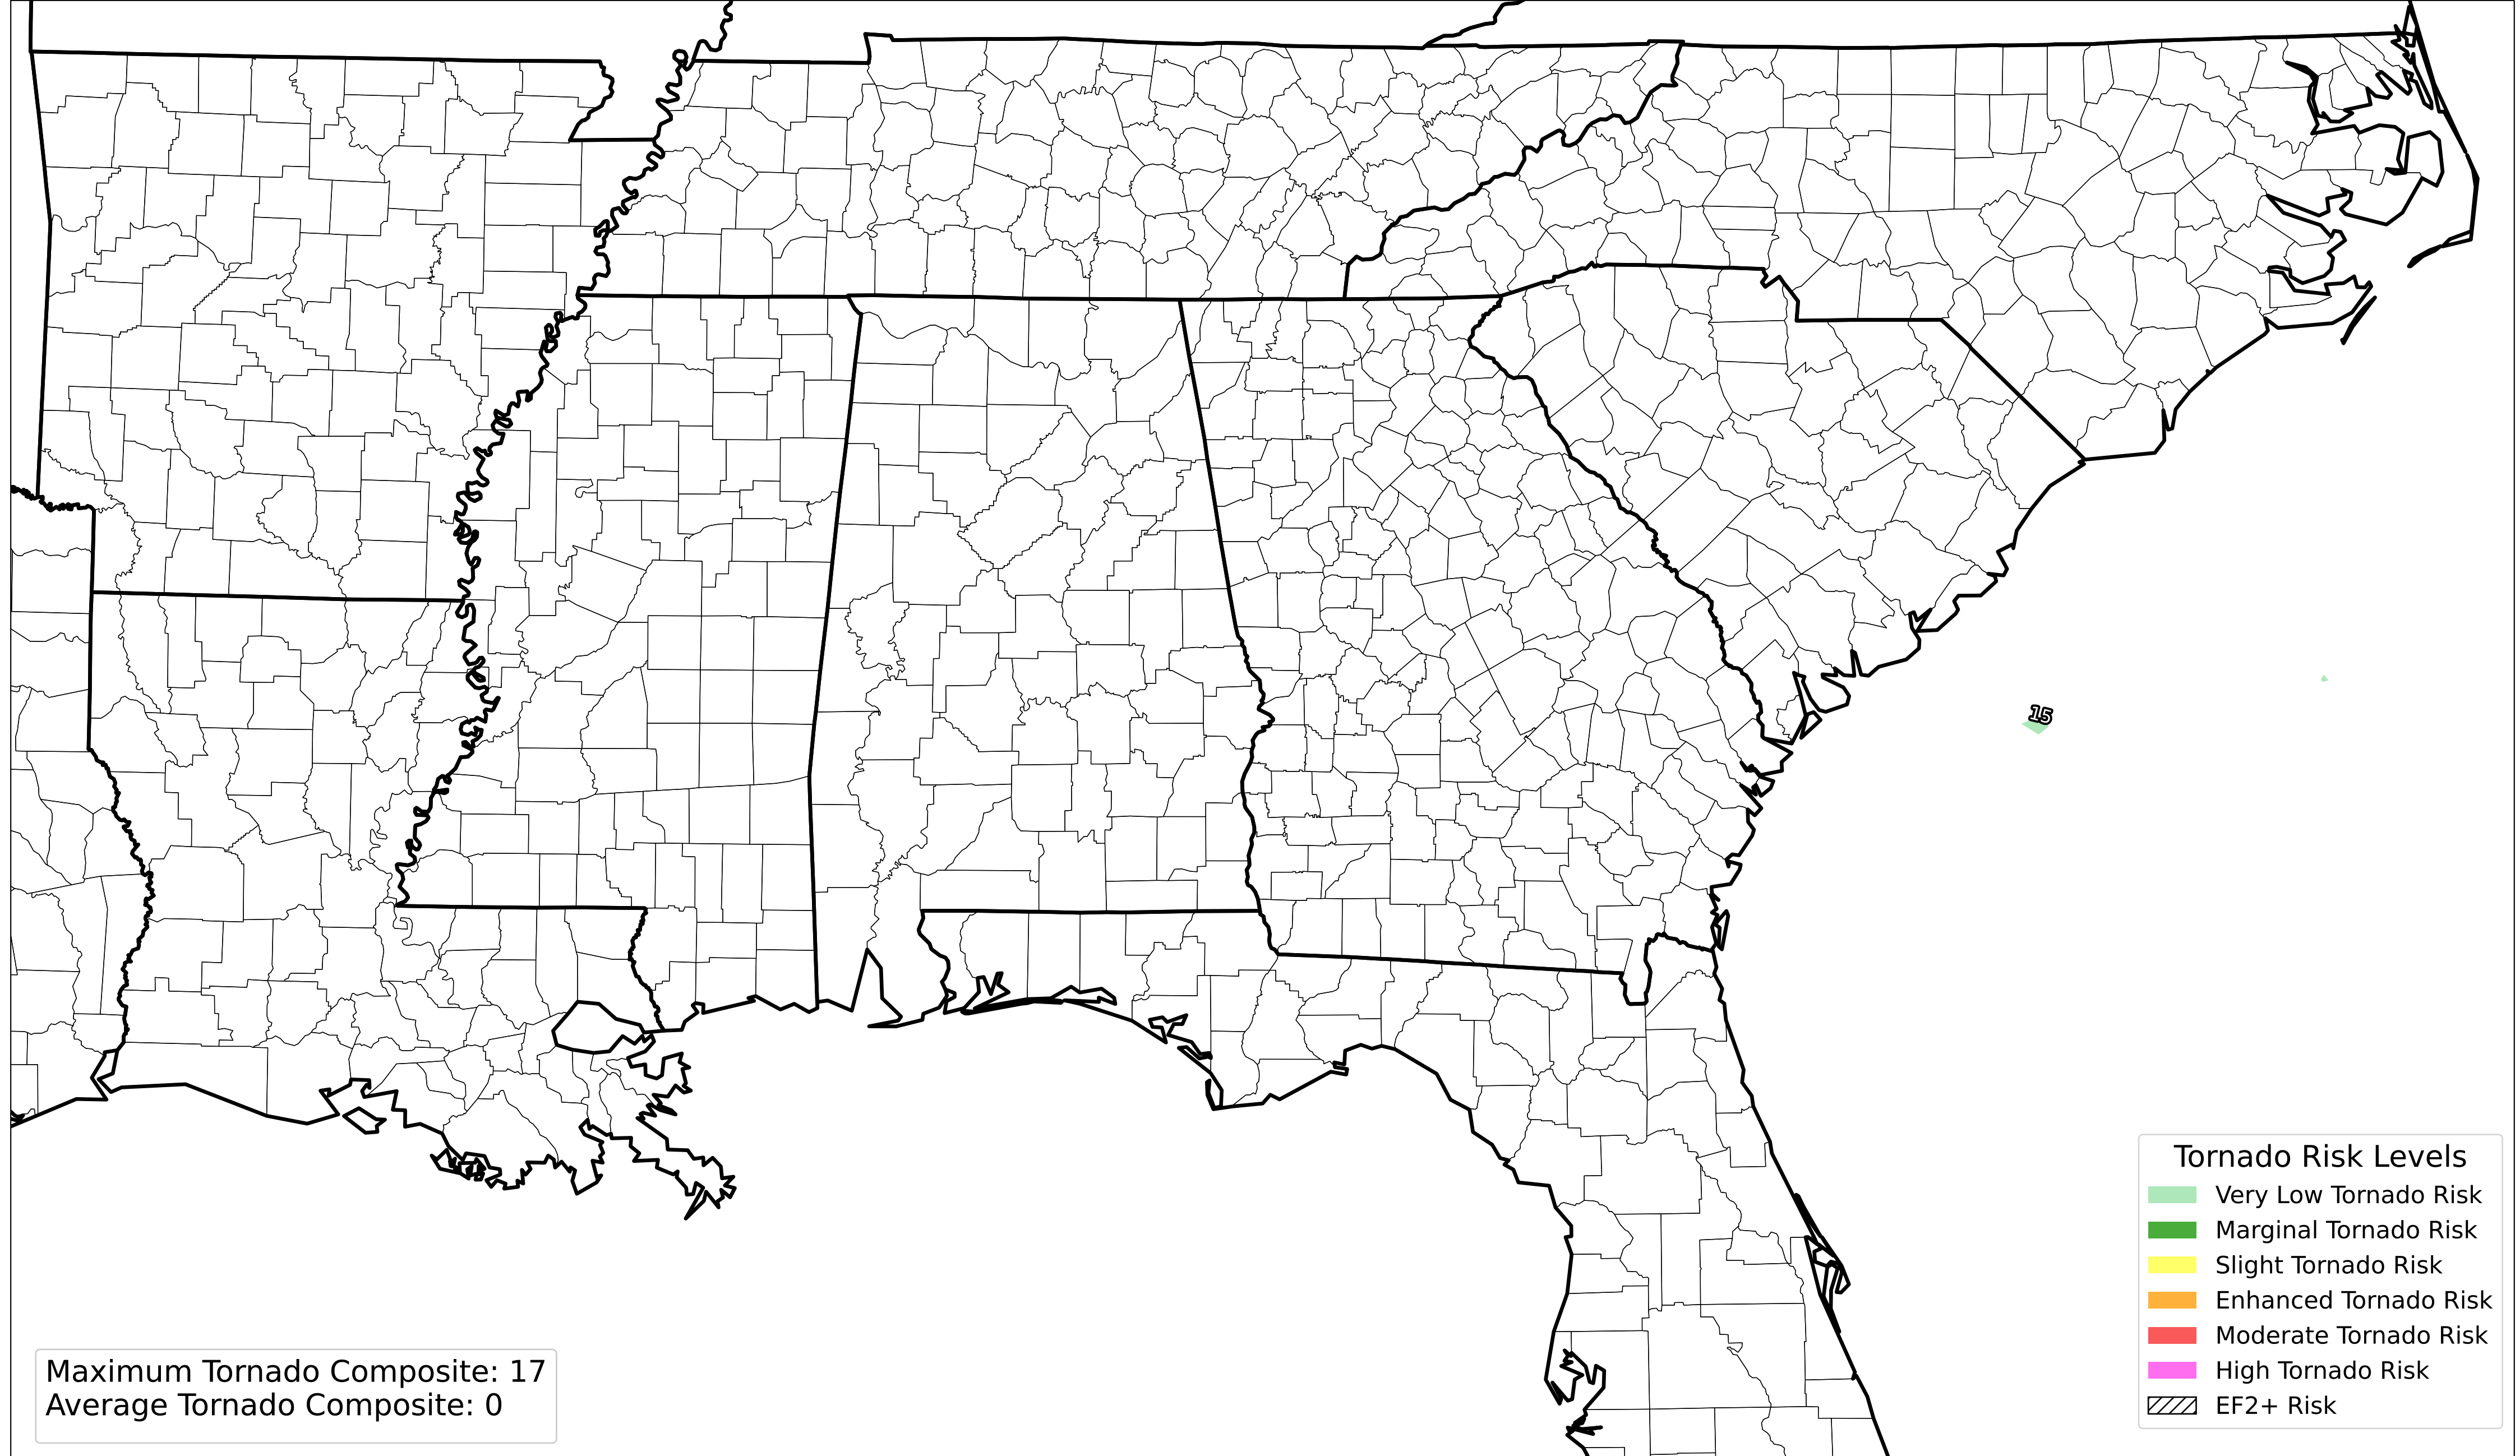 15
Tornado Risk Levels
Very Low Tornado Risk
Marginal Tornado Risk
Slight Tornado Risk
Enhanced Tornado Risk
Moderate Tornado Risk
High Tornado Risk
EF2+ Risk
Maximum Tornado Composite: 17
Average Tornado Composite: 0